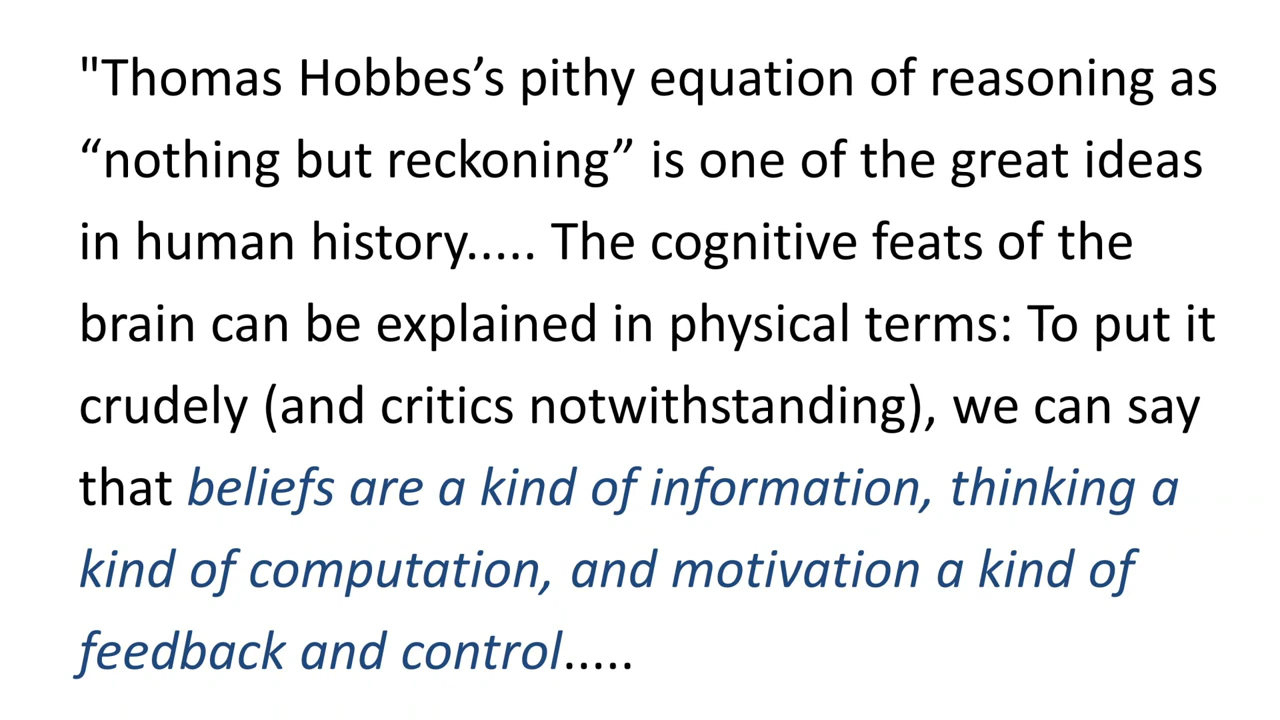 "Thomas Hobbes’s pithy equation of reasoning as
“nothing but reckoning” is one of the great ideas
in human history..... The cognitive feats of the
brain can be explained in physical terms: To put it
crudely (and critics notwithstanding), we can say
that beliefs are a kind of information, thinking a
kind of computation, and motivation a kind of
feedback and control.....